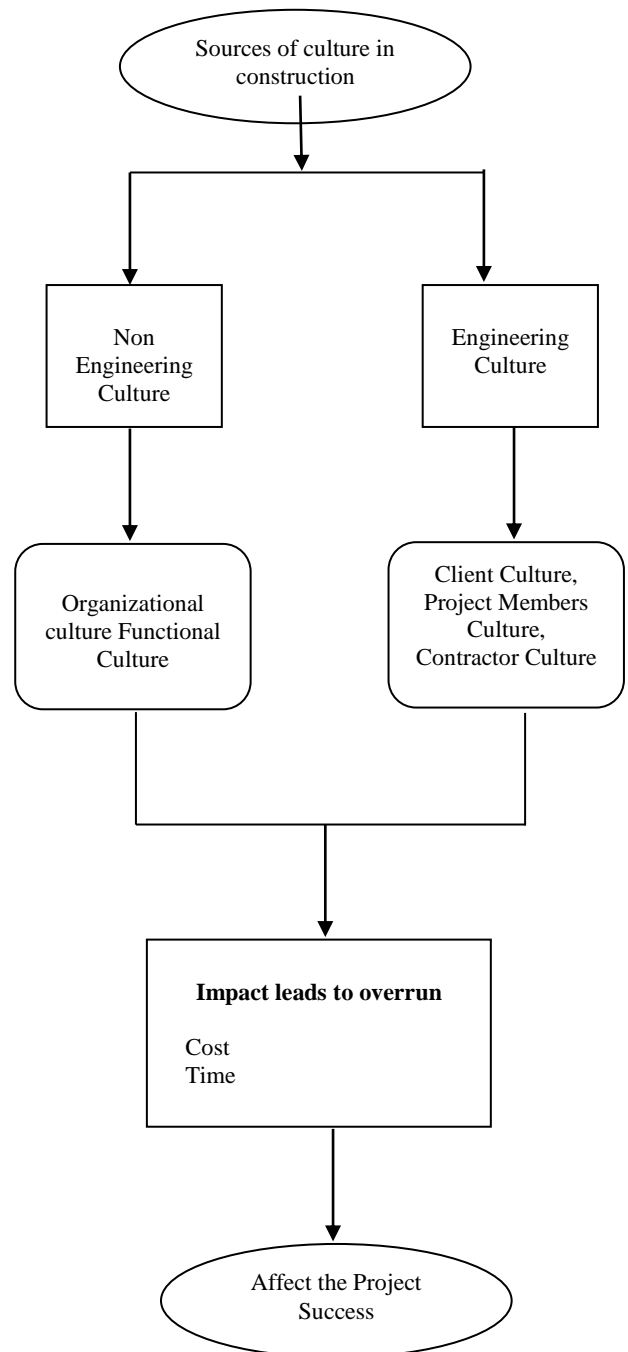 Sources of culture in
construction
Non
Engineering
Culture
Engineering
Culture
Organizational
culture Functional
Culture
Client Culture,
Project Members
Culture,
Contractor Culture
Impact leads to overrun
Cost
Time
Affect the Project
Success